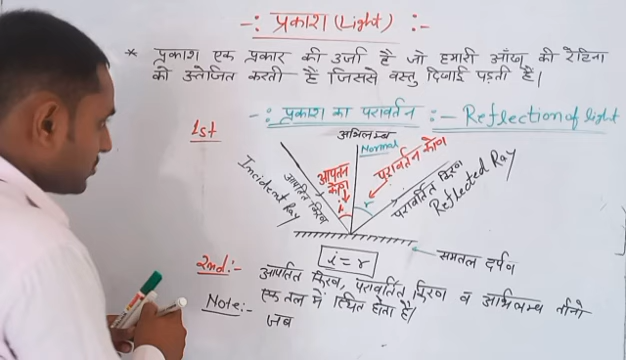 -: प्रकाश (Light) :-
* प्रकाश एक प्रकार की उर्जा है जो हमारी आँख की रेटिना
को उत्तेजित करती है जिससे वस्तु दिखाई पड़ती है।
-: प्रकाश का परावर्तन :- Reflection of light
1st
अभिलम्ब
Normal
आपतन कोण
i
परावर्तन कोण
r
आपतित किरण
Incident Ray
परावर्तित किरण
Reflected Ray
समतल दर्पण
i = r
2nd:- आपतित किरण, परावर्तित किरण व अभिलम्ब तीनो
एक तल में स्थित होता है।
Note:- जब